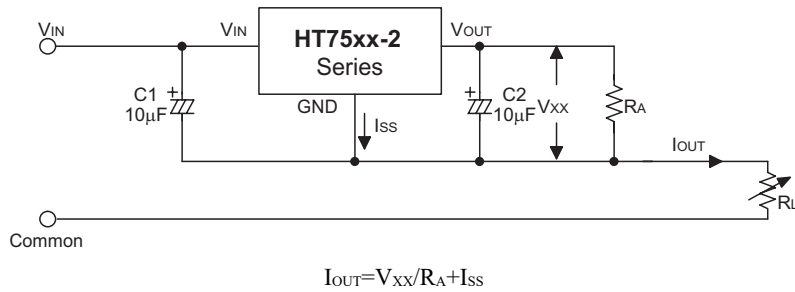 VIN
VIN
HT75xx-2
Series
VOUT
GND
C1
10μF
ISS
C2
10μF
VXX
RA
IOUT
RL
Common
IOUT=VXX/RA+ISS